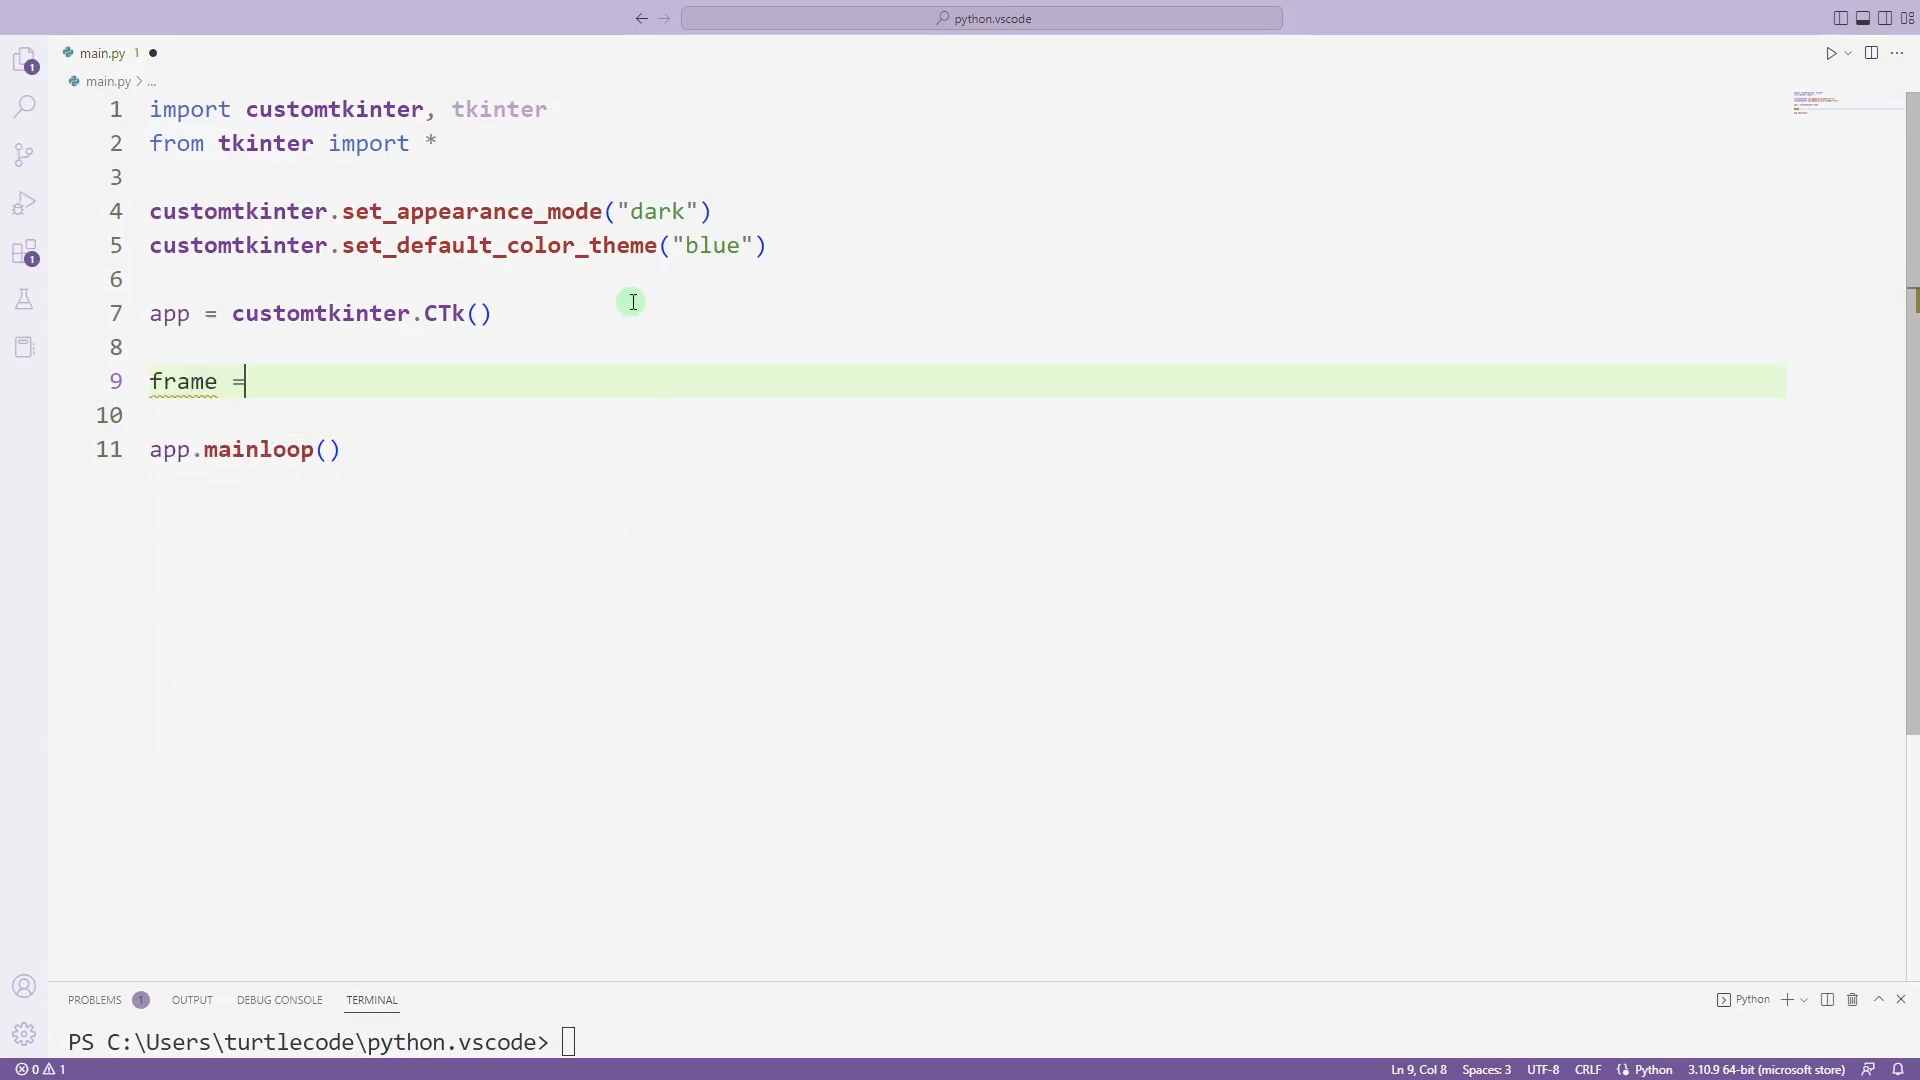 python.vscode
main.py 1
main.py > ...
1 import customtkinter, tkinter
2 from tkinter import *
3
4 customtkinter.set_appearance_mode("dark")
5 customtkinter.set_default_color_theme("blue")
6
7 app = customtkinter.CTk()
8
9 frame =
10
11 app.mainloop()
1
1
PROBLEMS 1 OUTPUT DEBUG CONSOLE TERMINAL Python
PS C:\Users\turtlecode\python.vscode>
0 1 Ln 9, Col 8 Spaces: 3 UTF-8 CRLF Python 3.10.9 64-bit (microsoft store)